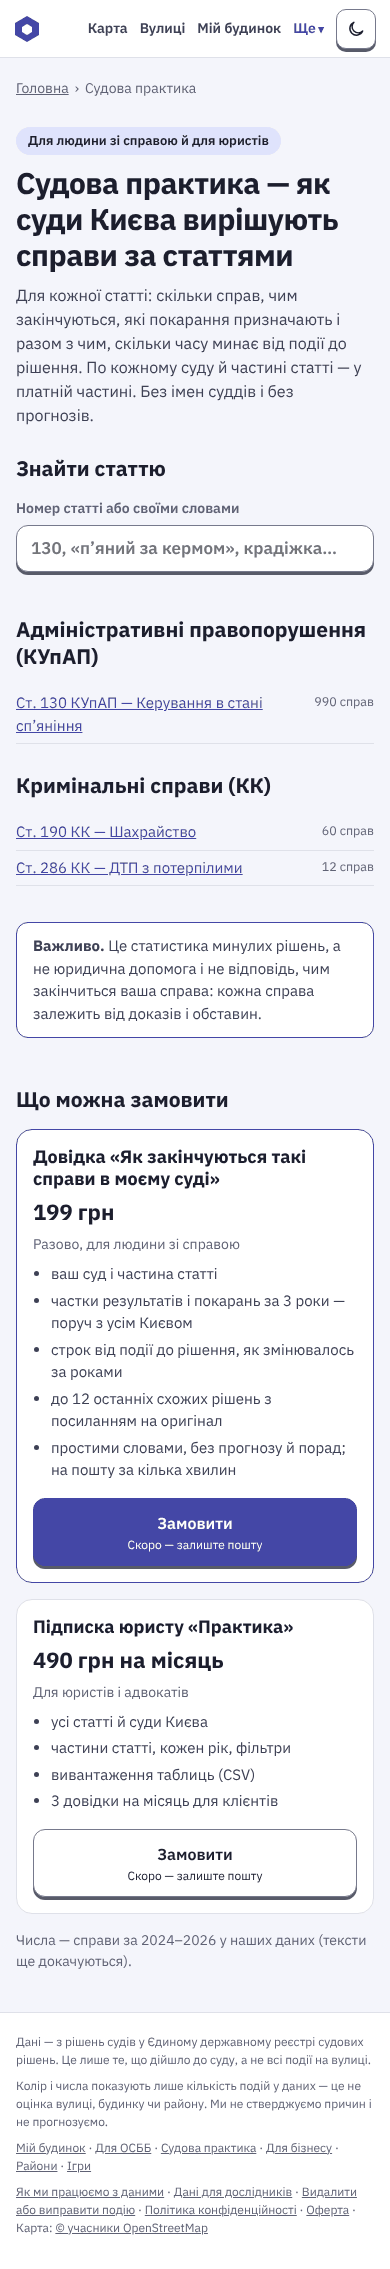 Карта Вулиці Мій будинок Ще ▾
Головна › Судова практика
Для людини зі справою й для юристів
Судова практика — як
суди Києва вирішують
справи за статтями
Для кожної статті: скільки справ, чим
закінчуються, які покарання призначають і
разом з чим, скільки часу минає від події до
рішення. По кожному суду й частині статті — у
платній частині. Без імен суддів і без
прогнозів.
Знайти статтю
Номер статті або своїми словами
130, «п’яний за кермом», крадіжка…
Адміністративні правопорушення
(КУпАП)
Ст. 130 КУпАП — Керування в стані 990 справ
сп’яніння
Кримінальні справи (КК)
Ст. 190 КК — Шахрайство 60 справ
Ст. 286 КК — ДТП з потерпілими 12 справ
Важливо. Це статистика минулих рішень, а
не юридична допомога і не відповідь, чим
закінчиться ваша справа: кожна справа
залежить від доказів і обставин.
Що можна замовити
Довідка «Як закінчуються такі
справи в моєму суді»
199 грн
Разово, для людини зі справою
• ваш суд і частина статті
• частки результатів і покарань за 3 роки —
поруч з усім Києвом
• строк від події до рішення, як змінювалось
за роками
• до 12 останніх схожих рішень з
посиланням на оригінал
• простими словами, без прогнозу й порад;
на пошту за кілька хвилин
Замовити
Скоро — залиште пошту
Підписка юристу «Практика»
490 грн на місяць
Для юристів і адвокатів
• усі статті й суди Києва
• частини статті, кожен рік, фільтри
• вивантаження таблиць (CSV)
• 3 довідки на місяць для клієнтів
Замовити
Скоро — залиште пошту
Числа — справи за 2024–2026 у наших даних (тексти
ще докачуються).
Дані — з рішень судів у Єдиному державному реєстрі судових
рішень. Це лише те, що дійшло до суду, а не всі події на вулиці.
Колір і числа показують лише кількість подій у даних — це не
оцінка вулиці, будинку чи району. Ми не стверджуємо причин і
не прогнозуємо.
Мій будинок · Для ОСББ · Судова практика · Для бізнесу ·
Райони · Ігри
Як ми працюємо з даними · Дані для дослідників · Видалити
або виправити подію · Політика конфіденційності · Оферта ·
Карта: © учасники OpenStreetMap